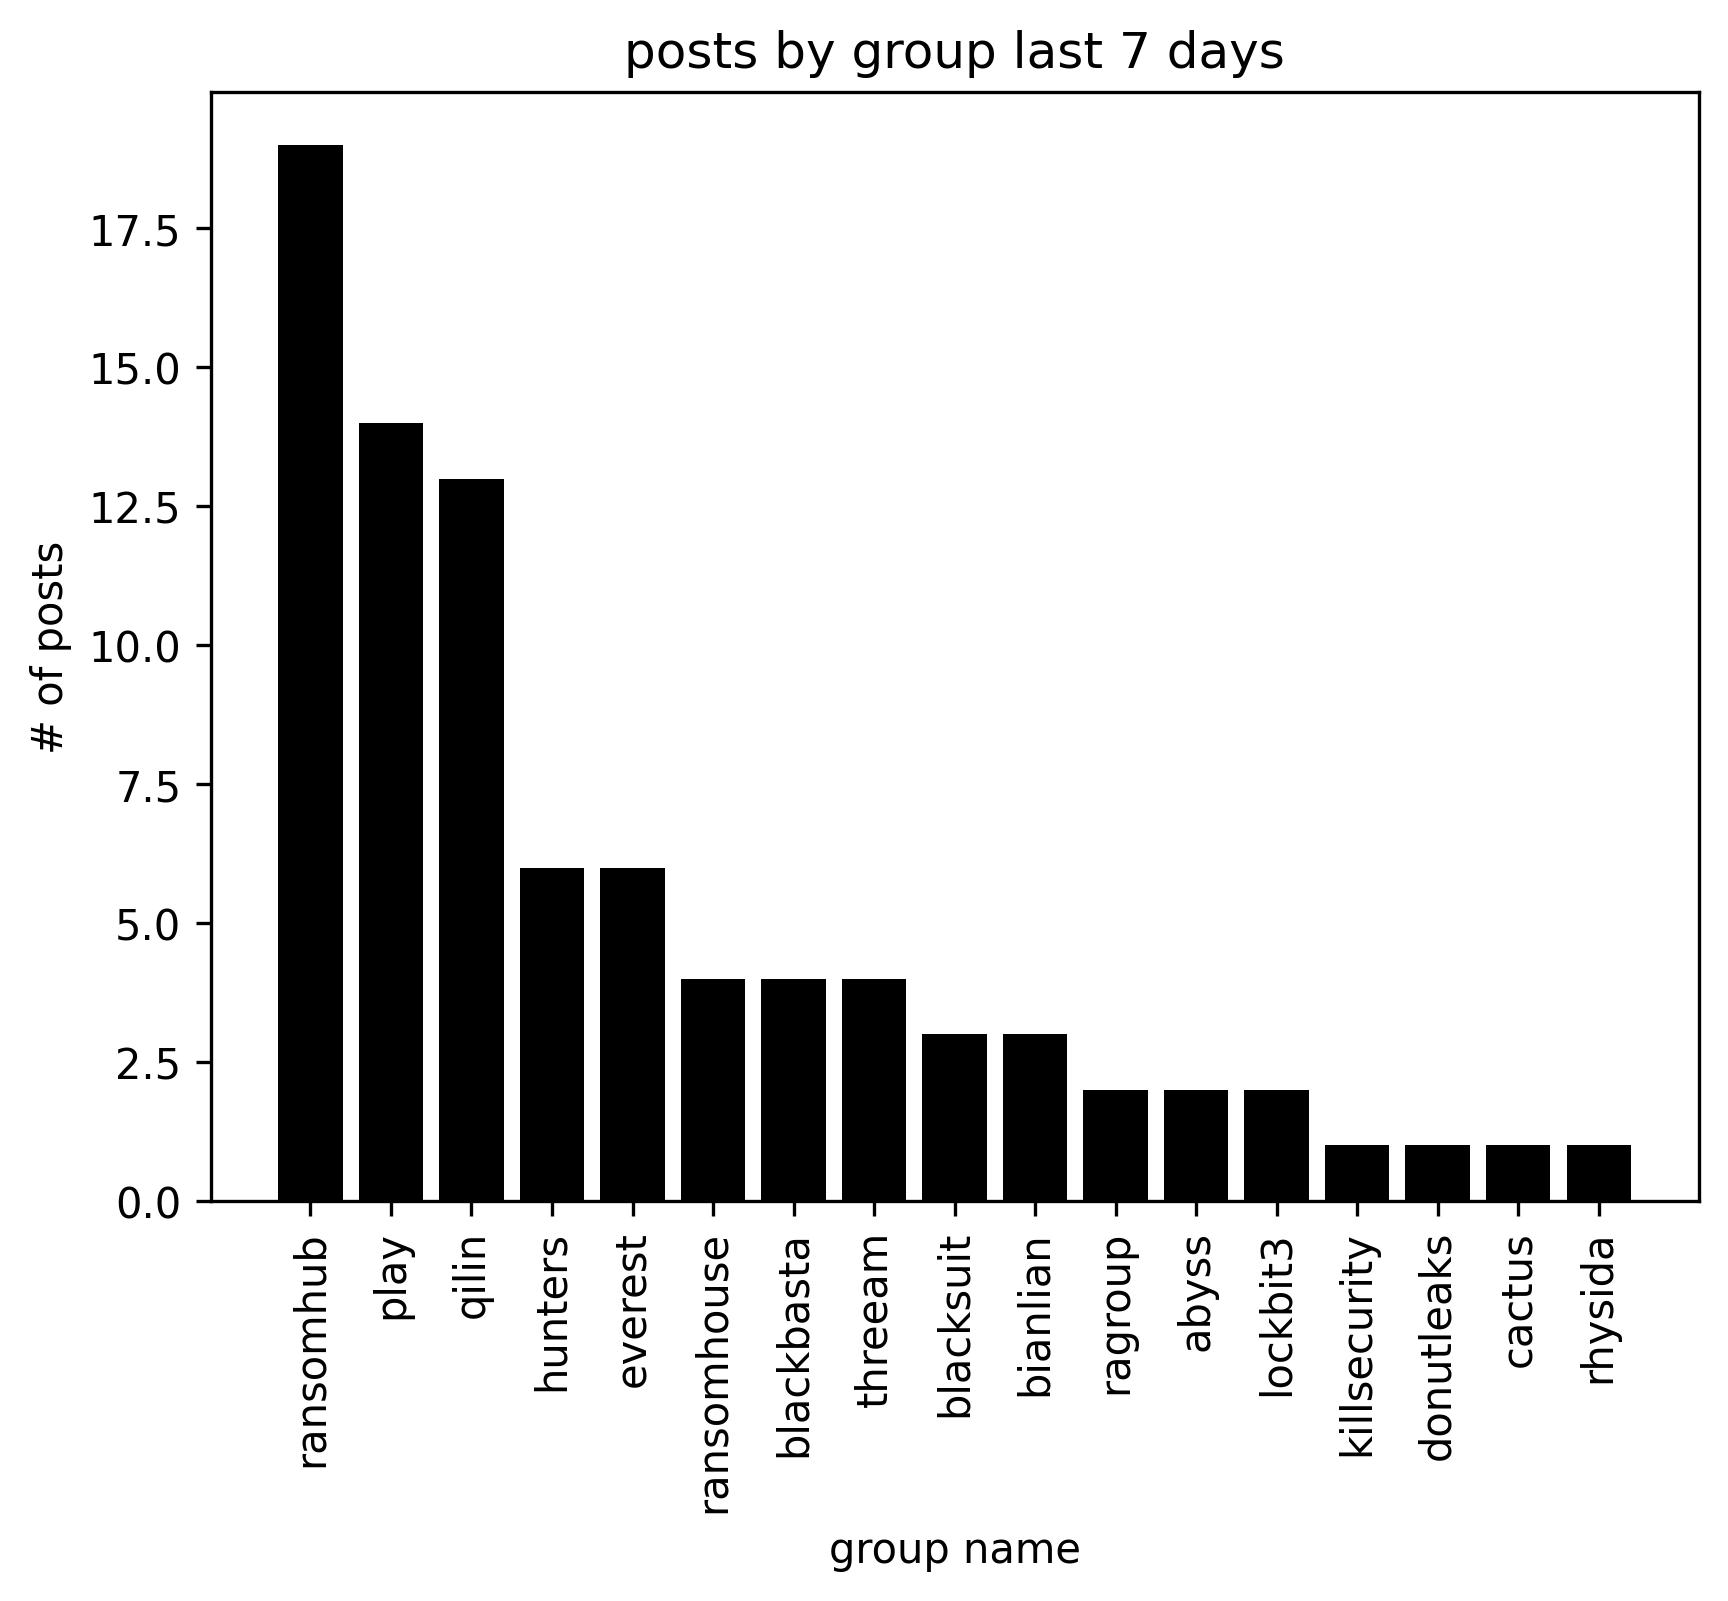 posts by group last 7 days
# of posts
17.5
15.0
12.5
10.0
7.5
5.0
2.5
0.0
ransomhub
play
qilin
hunters
everest
ransomhouse
blackbasta
threeam
blacksuit
bianlian
ragroup
abyss
lockbit3
killsecurity
donutleaks
cactus
rhysida
group name